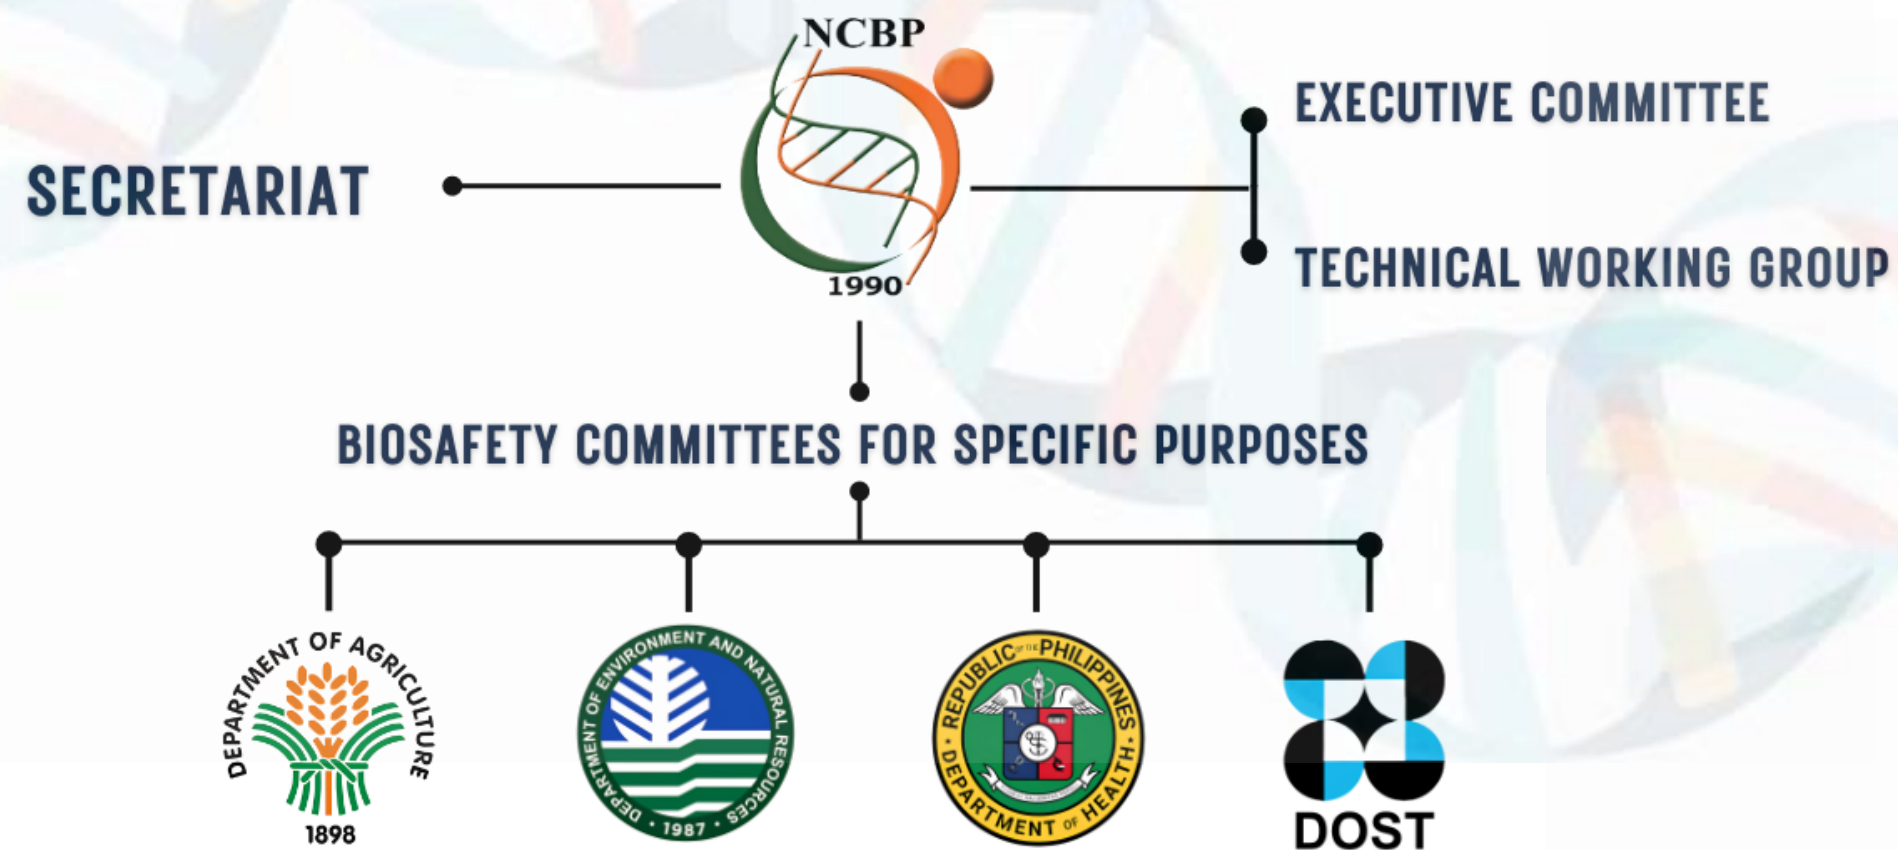 NCBP
1990
SECRETARIAT
EXECUTIVE COMMITTEE
TECHNICAL WORKING GROUP
BIOSAFETY COMMITTEES FOR SPECIFIC PURPOSES
DEPARTMENT OF AGRICULTURE
1898
DEPARTMENT OF ENVIRONMENT AND NATURAL RESOURCES
1987
REPUBLIC OF THE PHILIPPINES
DEPARTMENT OF HEALTH
DOST